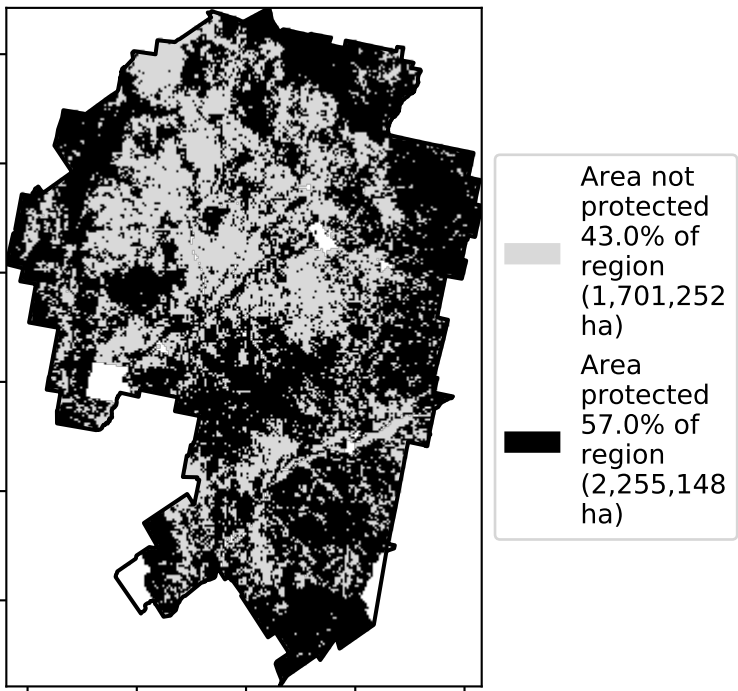 Area not
protected
43.0% of
region
(1,701,252
ha)
Area
protected
57.0% of
region
(2,255,148
ha)